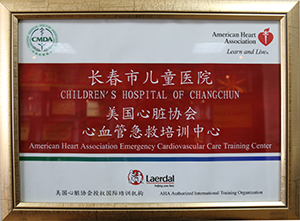 CMDA
American Heart
Association
Learn and Live
长春市儿童医院
CHILDREN'S HOSPITAL OF CHANGCHUN
美国心脏协会
心血管急救培训中心
American Heart Association Emergency Cardiovascular Care Training Center
Laerdal
helping save lives
美国心脏协会授权国际培训机构
AHA Authorized International Training Organization